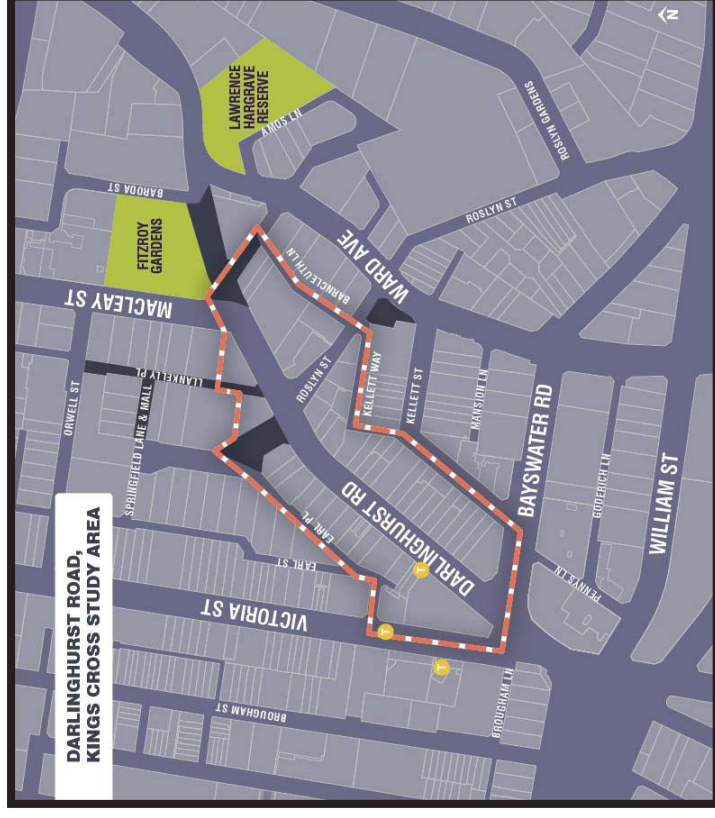 DARLINGHURST ROAD,
KINGS CROSS STUDY AREA
N
LAWRENCE
HARGRAVE
RESERVE
AMOS LN
ROSLYN GARDENS
BARODA ST
FITZROY
GARDENS
ROSLYN ST
WARD AVE
MACLEAY ST
BARNCLEUTH LN
LLANKELLY PL
ORWELL ST
SPRINGFIELD LANE & MALL
ROSLYN ST
KELLETT WAY
KELLETT ST
MANSION LN
BAYSWATER RD
GODERICH LN
WILLIAM ST
DARLINGHURST RD
EARL PL
EARL ST
T
T
T
VICTORIA ST
PENNYS LN
BROUGHAM ST
BROUGHAM LN